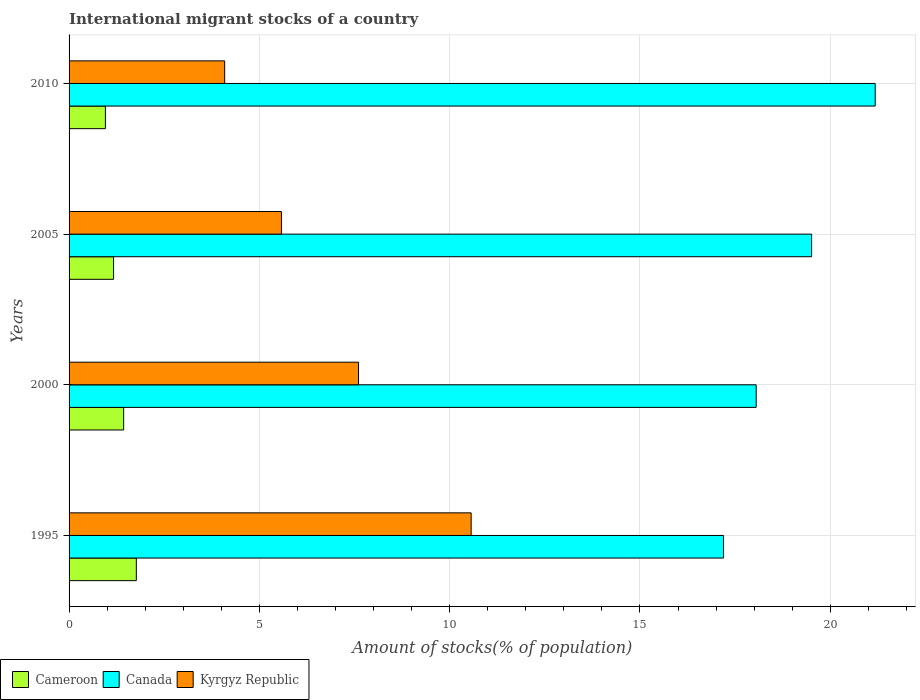 International migrant stocks of a country
Years
2010
2005
2000
1995
0
5
10
15
20
Amount of stocks(% of population)
Cameroon
Canada
Kyrgyz Republic